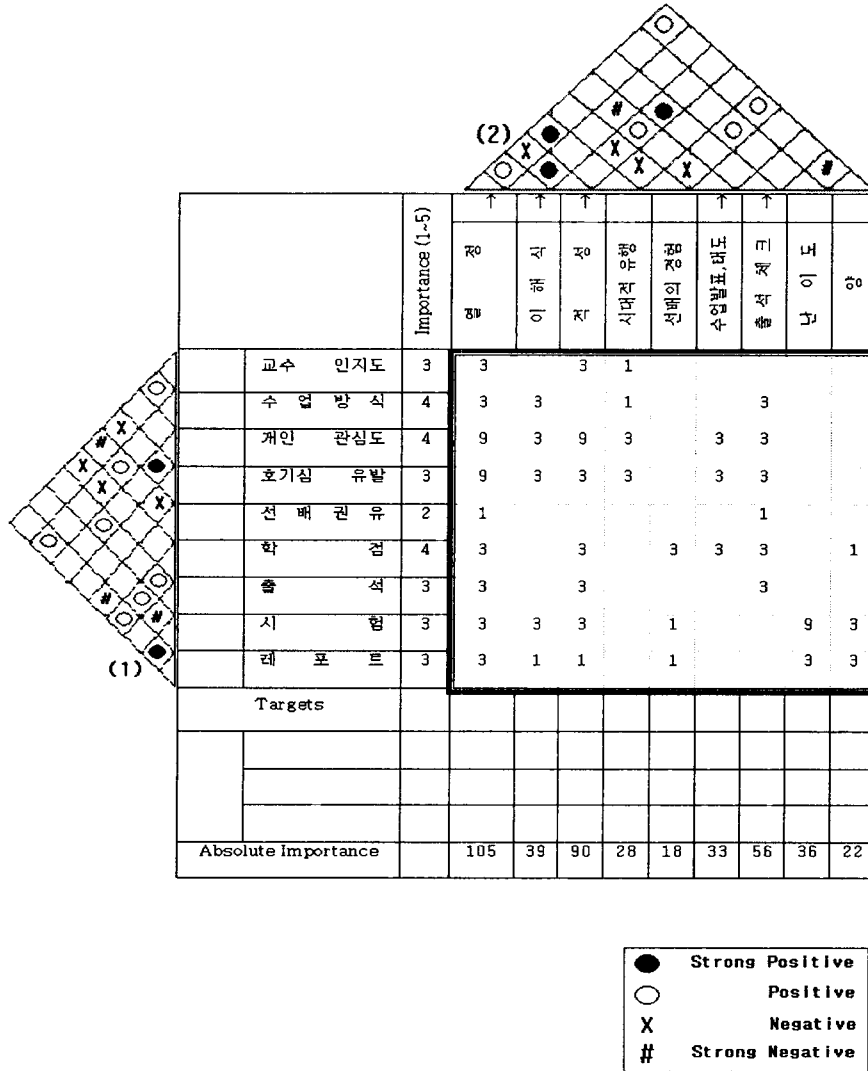 (2)
↑ ↑ ↑ ↑ ↑
Importance (1~5)
열 정
이 해 식
적 성
시대적 유행
선배의 경험
수업발표,태도
출 석 체 크
난 이 도
양
교수 인지도 3 3 3 1
수 업 방 식 4 3 3 1 3
개인 관심도 4 9 3 9 3 3 3
호기심 유발 3 9 3 3 3 3 3
선 배 권 유 2 1 1
학 점 4 3 3 3 3 3 1
출 석 3 3 3 3
시 험 3 3 3 3 1 9 3
레 포 트 3 3 1 1 1 3 3
(1)
Targets
Absolute Importance 105 39 90 28 18 33 56 36 22
● Strong Positive
○ Positive
X Negative
# Strong Negative